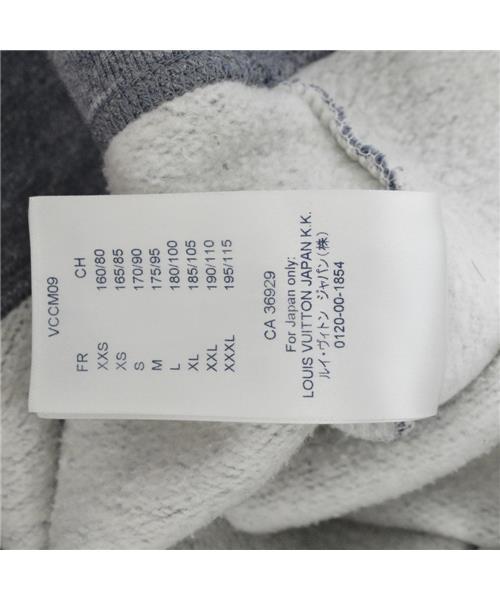 VCCM09
FR CH
XXS 160/80
XS 165/85
S 170/90
M 175/95
L 180/100
XL 185/105
XXL 190/110
XXXL 195/115
CA 36929
For Japan only:
LOUIS VUITTON JAPAN K.K.
ルイ・ヴィトン ジャパン(株)
0120-00-1854